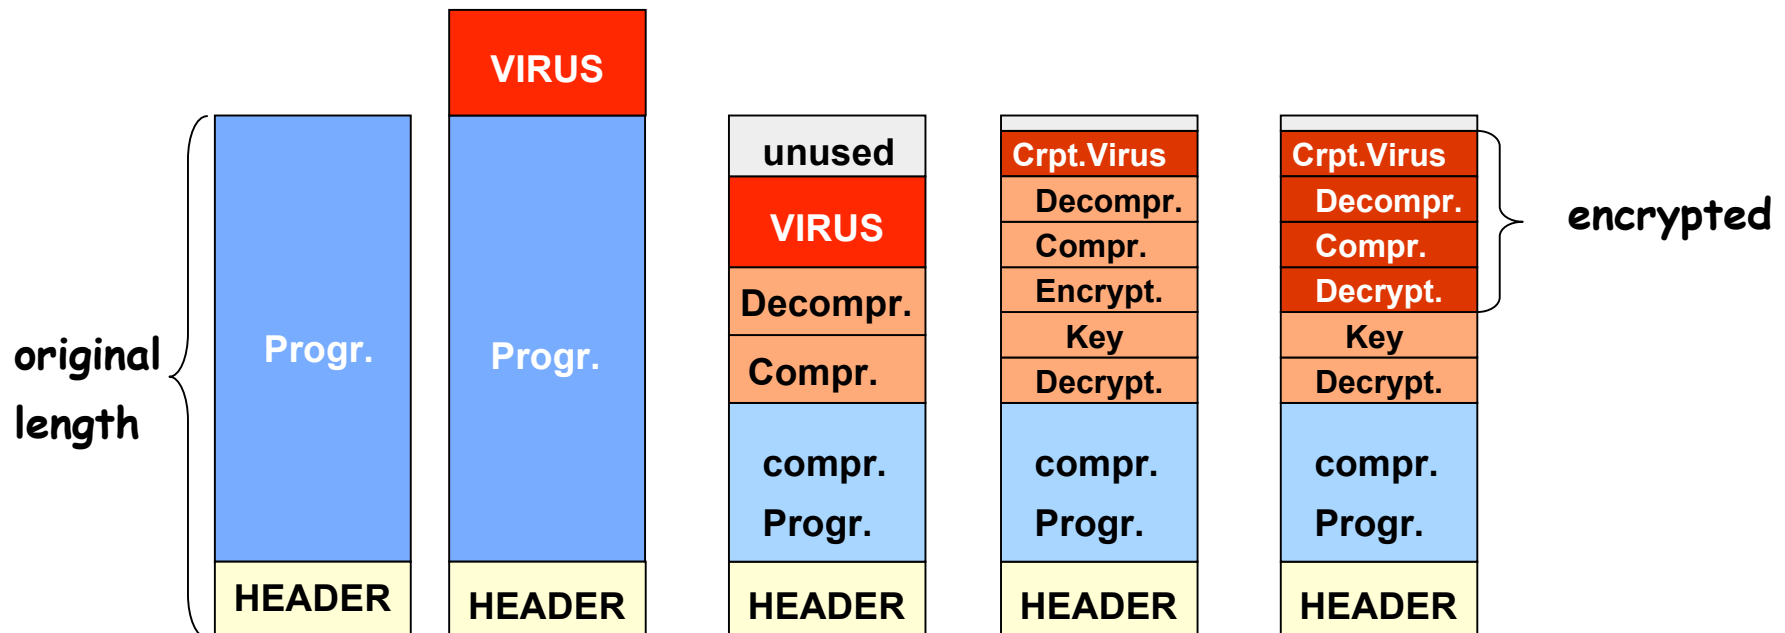 original
length
Progr.
HEADER
VIRUS
Progr.
HEADER
unused
VIRUS
Decompr.
Compr.
compr.
Progr.
HEADER
Crpt.Virus
Decompr.
Compr.
Encrypt.
Key
Decrypt.
compr.
Progr.
HEADER
Crpt.Virus
Decompr.
Compr.
Decrypt.
Key
Decrypt.
compr.
Progr.
HEADER
encrypted